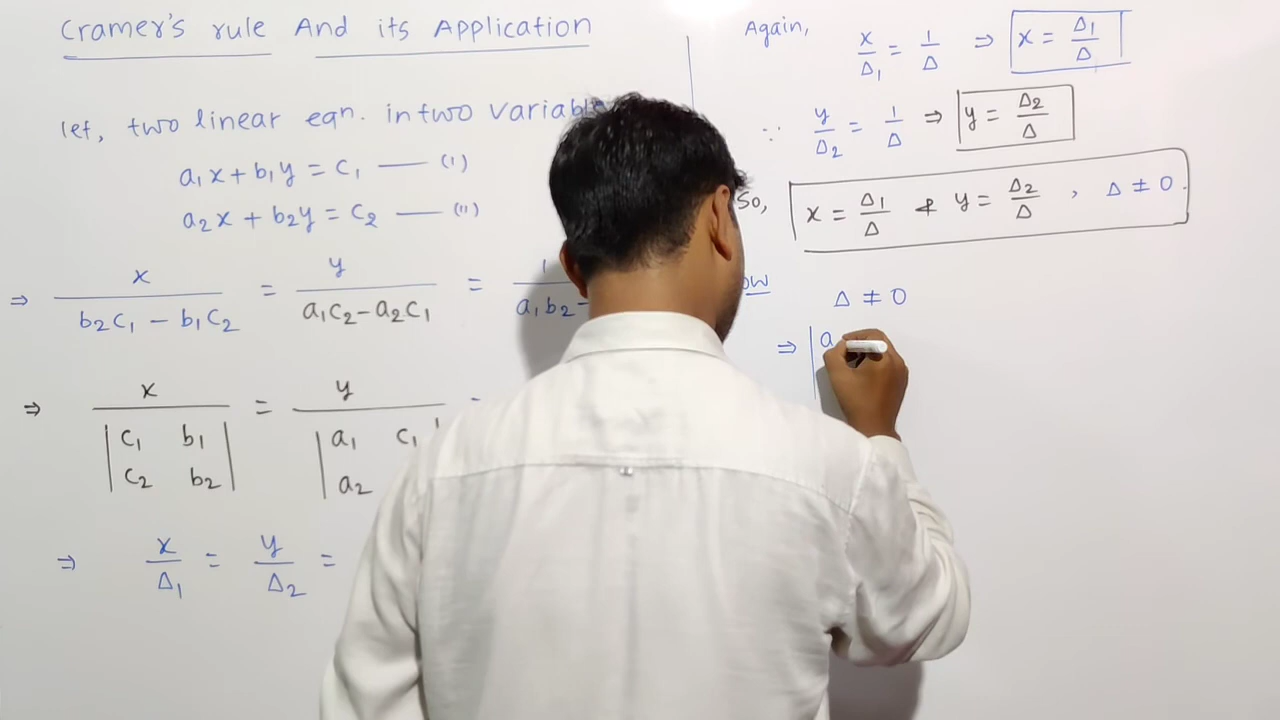 Cramer's rule And its Application
let, two linear eqn. in two variable
a₁x + b₁y = c₁ —— (i)
a₂x + b₂y = c₂ —— (ii)
⇒ x / (b₂c₁ − b₁c₂) = y / (a₁c₂ − a₂c₁) = 1 / (a₁b₂ −
⇒ x / |c₁ b₁| = y / |a₁ c₁
|c₂ b₂| |a₂
⇒ x/Δ₁ = y/Δ₂ =
Again,
x/Δ₁ = 1/Δ ⇒ x = Δ₁/Δ
∵ y/Δ₂ = 1/Δ ⇒ y = Δ₂/Δ
So, x = Δ₁/Δ & y = Δ₂/Δ , Δ ≠ 0.
ow
Δ ≠ 0
⇒ |a